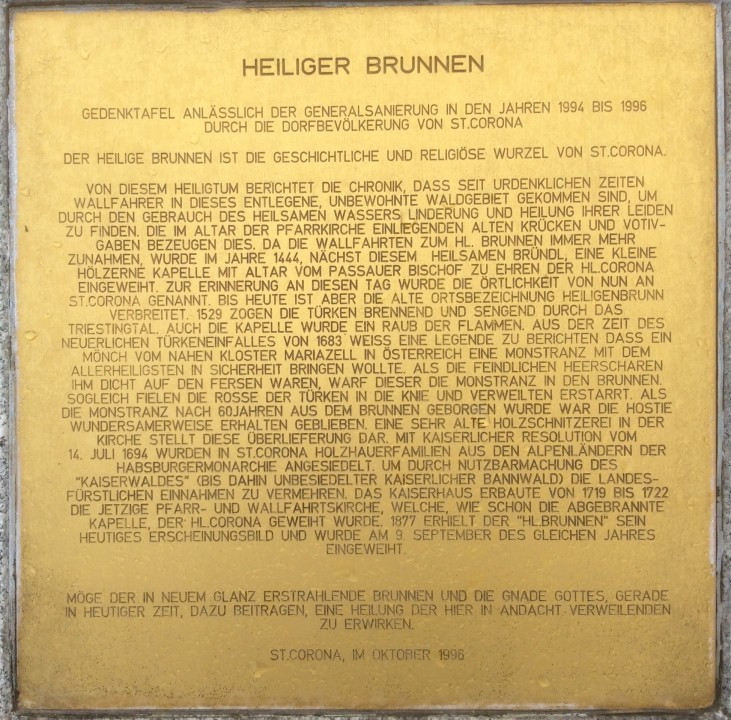 HEILIGER BRUNNEN
GEDENKTAFEL ANLÄSSLICH DER GENERALSANIERUNG IN DEN JAHREN 1994 BIS 1996
DURCH DIE DORFBEVÖLKERUNG VON ST.CORONA
DER HEILIGE BRUNNEN IST DIE GESCHICHTLICHE UND RELIGIÖSE WURZEL VON ST.CORONA.
VON DIESEM HEILIGTUM BERICHTET DIE CHRONIK, DASS SEIT URDENKLICHEN ZEITEN
WALLFAHRER IN DIESES ENTLEGENE, UNBEWOHNTE WALDGEBIET GEKOMMEN SIND, UM
DURCH DEN GEBRAUCH DES HEILSAMEN WASSERS LINDERUNG UND HEILUNG IHRER LEIDEN
ZU FINDEN. DIE IM ALTAR DER PFARRKIRCHE EINLIEGENDEN ALTEN KRÜCKEN UND VOTIV-
GABEN BEZEUGEN DIES. DA DIE WALLFAHRTEN ZUM HL. BRUNNEN IMMER MEHR
ZUNAHMEN, WURDE IM JAHRE 1444, NÄCHST DIESEM HEILSAMEN BRÜNDL, EINE KLEINE
HÖLZERNE KAPELLE MIT ALTAR VOM PASSAUER BISCHOF ZU EHREN DER HL.CORONA
EINGEWEIHT. ZUR ERINNERUNG AN DIESEN TAG WURDE DIE ÖRTLICHKEIT VON NUN AN
ST.CORONA GENANNT. BIS HEUTE IST ABER DIE ALTE ORTSBEZEICHNUNG HEILIGENBRUNN
VERBREITET. 1529 ZOGEN DIE TÜRKEN BRENNEND UND SENGEND DURCH DAS
TRIESTINGTAL. AUCH DIE KAPELLE WURDE EIN RAUB DER FLAMMEN. AUS DER ZEIT DES
NEUERLICHEN TÜRKENEINFALLES VON 1683 WEISS EINE LEGENDE ZU BERICHTEN DASS EIN
MÖNCH VOM NAHEN KLOSTER MARIAZELL IN ÖSTERREICH EINE MONSTRANZ MIT DEM
ALLERHEILIGSTEN IN SICHERHEIT BRINGEN WOLLTE. ALS DIE FEINDLICHEN HEERSCHAREN
IHM DICHT AUF DEN FERSEN WAREN, WARF DIESER DIE MONSTRANZ IN DEN BRUNNEN.
SOGLEICH FIELEN DIE ROSSE DER TÜRKEN IN DIE KNIE UND VERWEILTEN ERSTARRT. ALS
DIE MONSTRANZ NACH 60JAHREN AUS DEM BRUNNEN GEBORGEN WURDE WAR DIE HOSTIE
WUNDERSAMERWEISE ERHALTEN GEBLIEBEN. EINE SEHR ALTE HOLZSCHNITZEREI IN DER
KIRCHE STELLT DIESE ÜBERLIEFERUNG DAR. MIT KAISERLICHER RESOLUTION VOM
14. JULI 1694 WURDEN IN ST.CORONA HOLZHAUERFAMILIEN AUS DEN ALPENLÄNDERN DER
HABSBURGERMONARCHIE ANGESIEDELT. UM DURCH NUTZBARMACHUNG DES
"KAISERWALDES" (BIS DAHIN UNBESIEDELTER KAISERLICHER BANNWALD) DIE LANDES-
FÜRSTLICHEN EINNAHMEN ZU VERMEHREN. DAS KAISERHAUS ERBAUTE VON 1719 BIS 1722
DIE JETZIGE PFARR- UND WALLFAHRTSKIRCHE, WELCHE, WIE SCHON DIE ABGEBRANNTE
KAPELLE, DER HL.CORONA GEWEIHT WURDE. 1877 ERHIELT DER "HL.BRUNNEN" SEIN
HEUTIGES ERSCHEINUNGSBILD UND WURDE AM 9. SEPTEMBER DES GLEICHEN JAHRES
EINGEWEIHT.
MÖGE DER IN NEUEM GLANZ ERSTRAHLENDE BRUNNEN UND DIE GNADE GOTTES, GERADE
IN HEUTIGER ZEIT, DAZU BEITRAGEN, EINE HEILUNG DER HIER IN ANDACHT VERWEILENDEN
ZU ERWIRKEN.
ST.CORONA, IM OKTOBER 1996